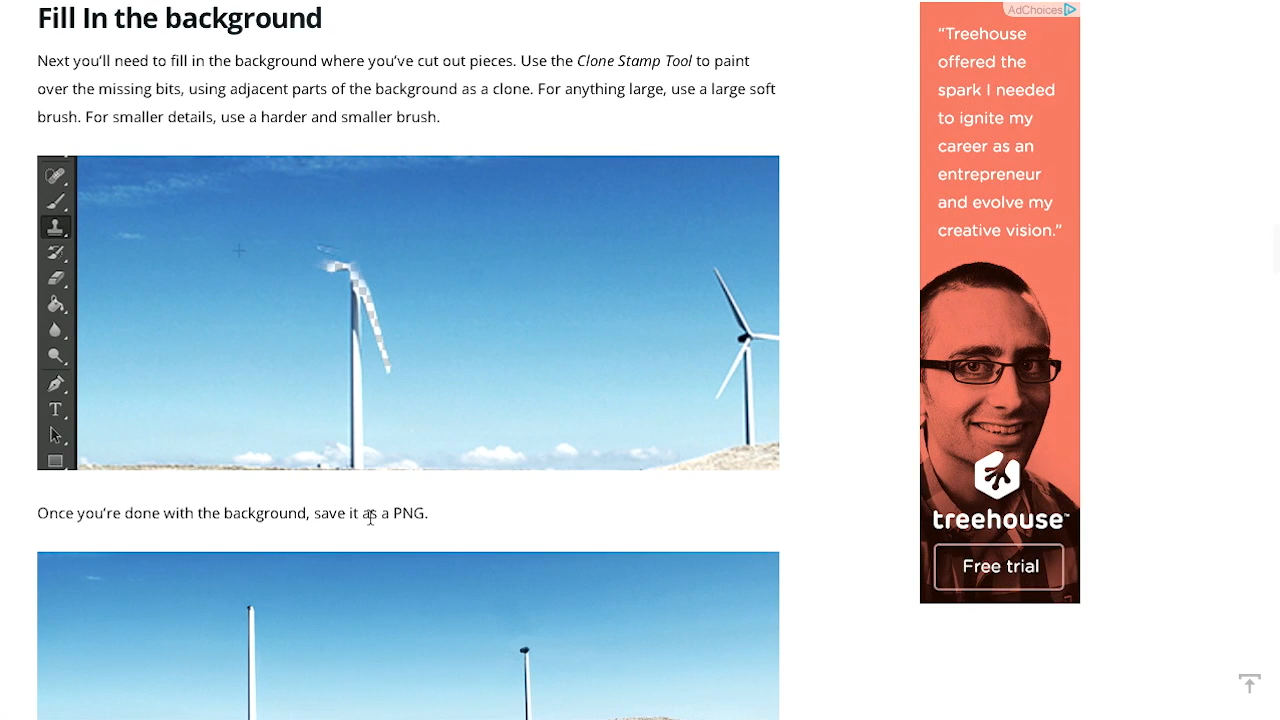 Fill In the background
Next you'll need to fill in the background where you've cut out pieces. Use the Clone Stamp Tool to paint
over the missing bits, using adjacent parts of the background as a clone. For anything large, use a large soft
brush. For smaller details, use a harder and smaller brush.
T
Once you're done with the background, save it as a PNG.
AdChoices
“Treehouse
offered the
spark I needed
to ignite my
career as an
entrepreneur
and evolve my
creative vision.”
treehouse™
Free trial